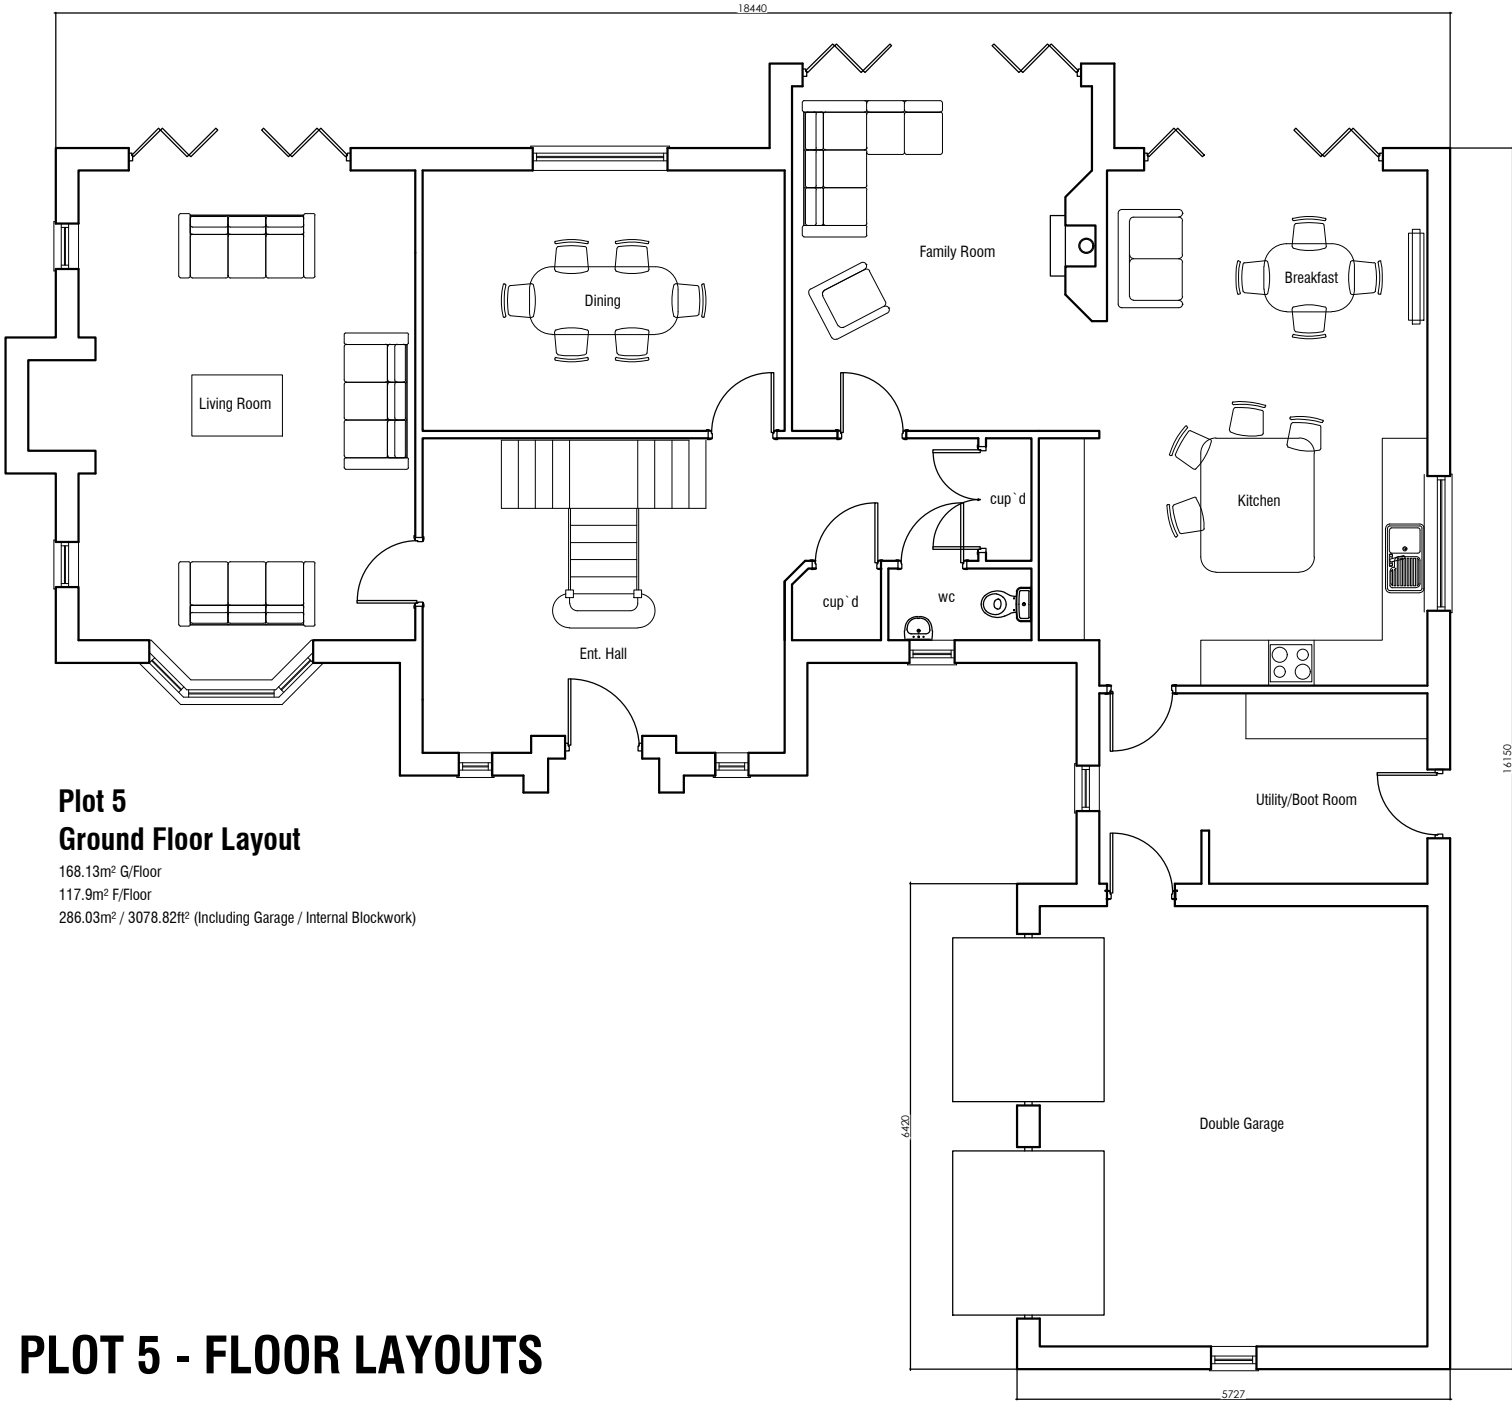 18440
Family Room
Breakfast
Dining
Living Room
Kitchen
cup`d
cup`d
wc
Ent. Hall
16150
Utility/Boot Room
Plot 5
Ground Floor Layout
168.13m² G/Floor
117.9m² F/Floor
286.03m² / 3078.82ft² (Including Garage / Internal Blockwork)
6420
Double Garage
PLOT 5 - FLOOR LAYOUTS
5727